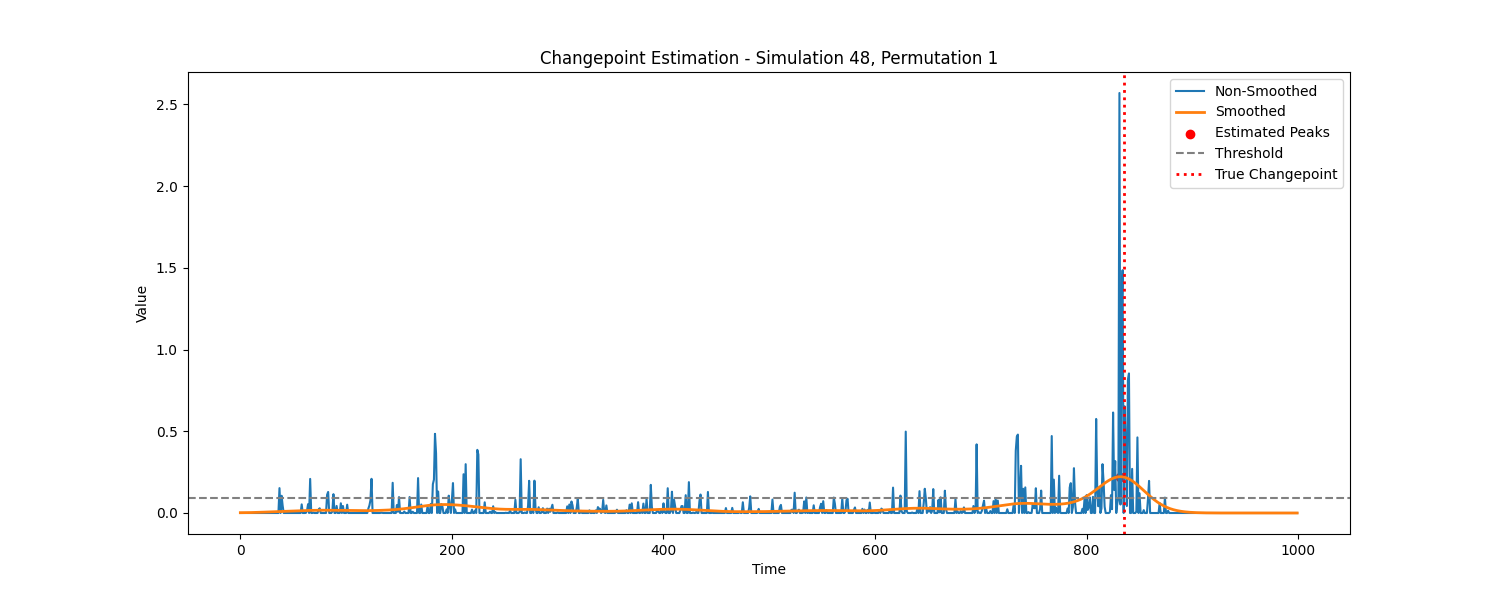 Changepoint Estimation - Simulation 48, Permutation 1
Value
2.5
2.0
1.5
1.0
0.5
0.0
Non-Smoothed
Smoothed
Estimated Peaks
Threshold
True Changepoint
0
200
400
600
800
1000
Time